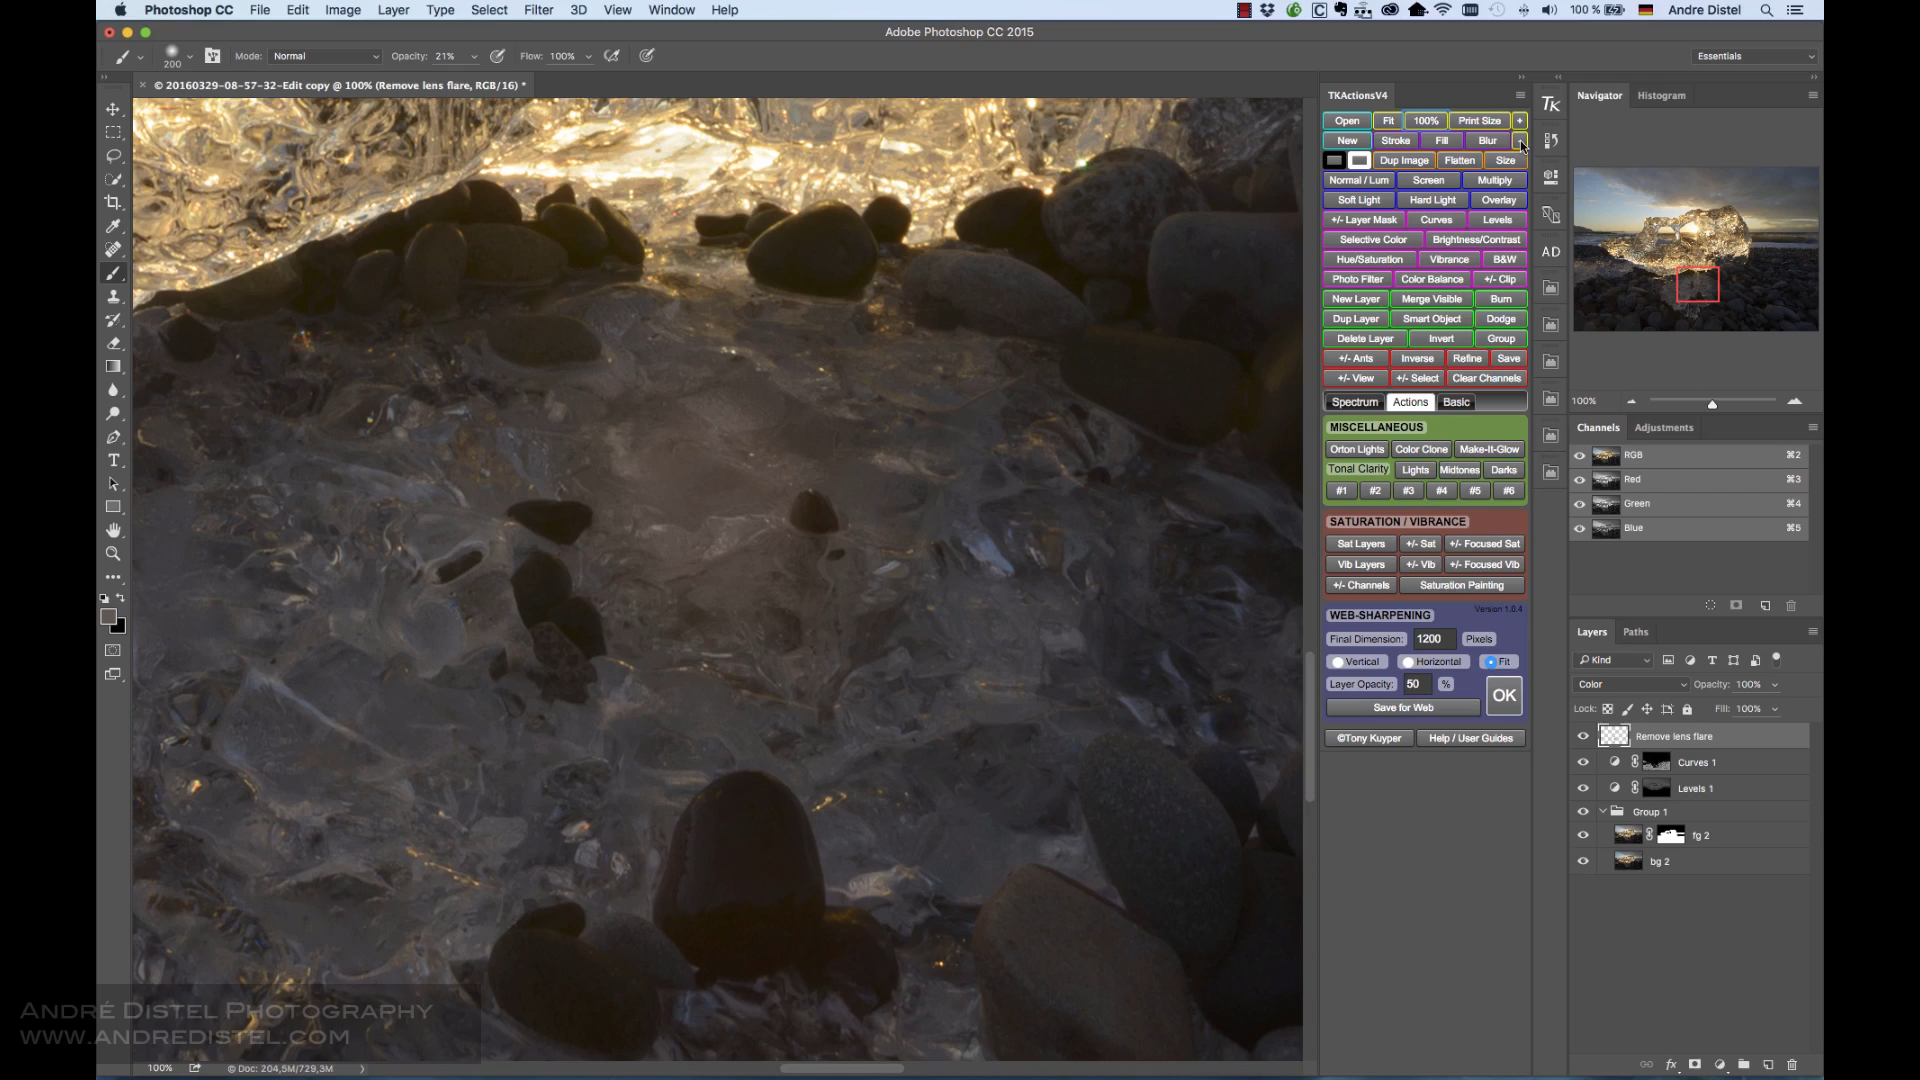 Photoshop CC File Edit Image Layer Type Select Filter 3D View Window Help 100 % Andre Distel
Adobe Photoshop CC 2015
200 Mode: Normal Opacity: 21% Flow: 100% Essentials
© 20160329-08-57-32-Edit copy @ 100% (Remove lens flare, RGB/16) *
TKActionsV4
Open Fit 100% Print Size +
New Stroke Fill Blur
Dup Image Flatten Size
Normal / Lum Screen Multiply
Soft Light Hard Light Overlay
+/- Layer Mask Curves Levels
Selective Color Brightness/Contrast
Hue/Saturation Vibrance B&W
Photo Filter Color Balance +/- Clip
New Layer Merge Visible Burn
Dup Layer Smart Object Dodge
Delete Layer Invert Group
+/- Ants Inverse Refine Save
+/- View +/- Select Clear Channels
Spectrum Actions Basic
MISCELLANEOUS
Orton Lights Color Clone Make-It-Glow
Tonal Clarity Lights Midtones Darks
#1 #2 #3 #4 #5 #6
SATURATION / VIBRANCE
Sat Layers +/- Sat +/- Focused Sat
Vib Layers +/- Vib +/- Focused Vib
+/- Channels Saturation Painting
WEB-SHARPENING Version 1.0.4
Final Dimension: 1200 Pixels
Vertical Horizontal Fit
Layer Opacity: 50 % OK
Save for Web
©Tony Kuyper Help / User Guides
TK
AD
Navigator Histogram
100%
Channels Adjustments
RGB ⌘2
Red ⌘3
Green ⌘4
Blue ⌘5
Layers Paths
Kind
Color Opacity: 100%
Lock: Fill: 100%
Remove lens flare
Curves 1
Levels 1
Group 1
fg 2
bg 2
fx
ANDRÉ DISTEL PHOTOGRAPHY
WWW.ANDREDISTEL.COM
100% © Doc: 204,5M/729,3M